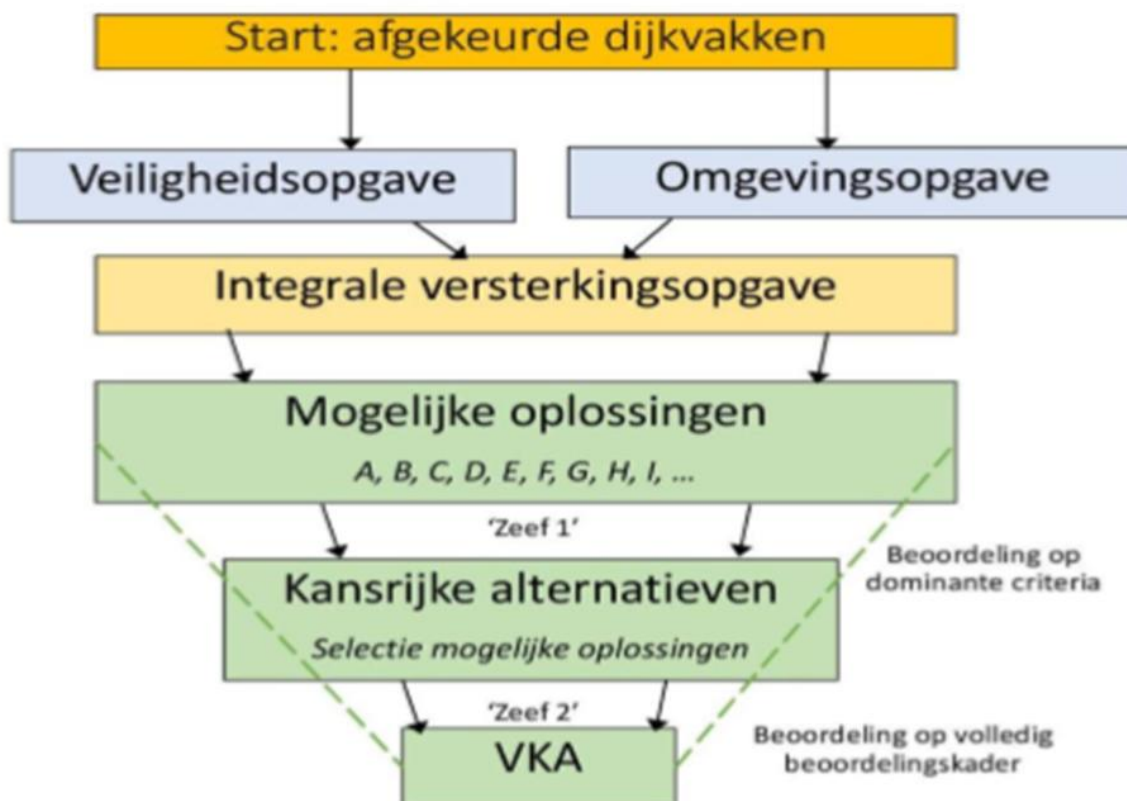 Start: afgekeurde dijkvakken
Veiligheidsopgave
Omgevingsopgave
Integrale versterkingsopgave
Mogelijke oplossingen
A, B, C, D, E, F, G, H, I, ...
'Zeef 1'
Beoordeling op
dominante criteria
Kansrijke alternatieven
Selectie mogelijke oplossingen
'Zeef 2'
Beoordeling op volledig
beoordelingskader
VKA